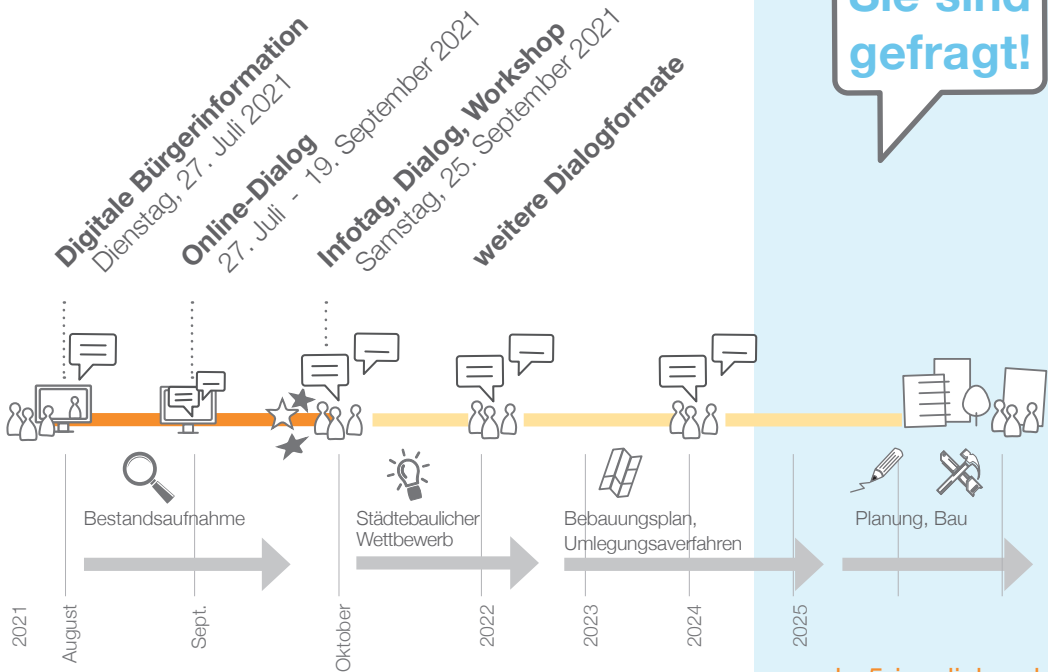 Sie sind
gefragt!
Digitale Bürgerinformation
Dienstag, 27. Juli 2021
Online-Dialog
27. Juli - 19. September 2021
Infotag, Dialog, Workshop
Samstag, 25. September 2021
weitere Dialogformate
Bestandsaufnahme
Städtebaulicher
Wettbewerb
Bebauungsplan,
Umlegungsaverfahren
Planung, Bau
2021
August
Sept.
Oktober
2022
2023
2024
2025